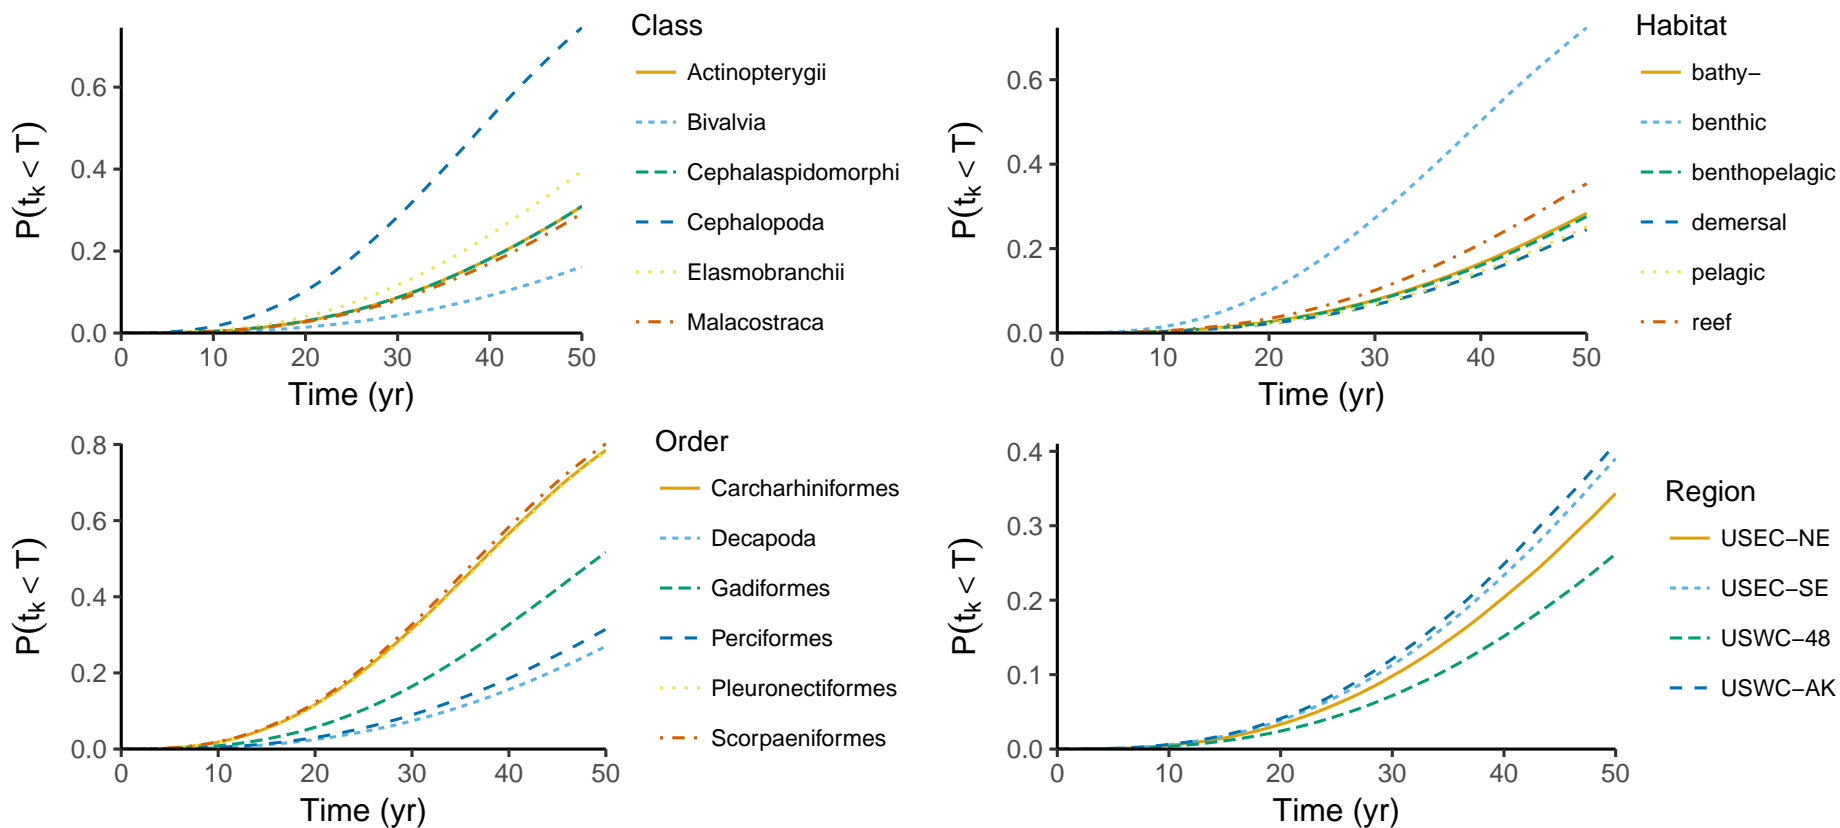 Class
Actinopterygii
Bivalvia
Cephalaspidomorphi
Cephalopoda
Elasmobranchii
Malacostraca
P(tk < T)
0.6
0.4
0.2
0.0
0 10 20 30 40 50
Time (yr)
Habitat
bathy−
benthic
benthopelagic
demersal
pelagic
reef
P(tk < T)
0.6
0.4
0.2
0.0
0 10 20 30 40 50
Time (yr)
Order
Carcharhiniformes
Decapoda
Gadiformes
Perciformes
Pleuronectiformes
Scorpaeniformes
P(tk < T)
0.8
0.6
0.4
0.2
0.0
0 10 20 30 40 50
Time (yr)
Region
USEC−NE
USEC−SE
USWC−48
USWC−AK
P(tk < T)
0.4
0.3
0.2
0.1
0.0
0 10 20 30 40 50
Time (yr)